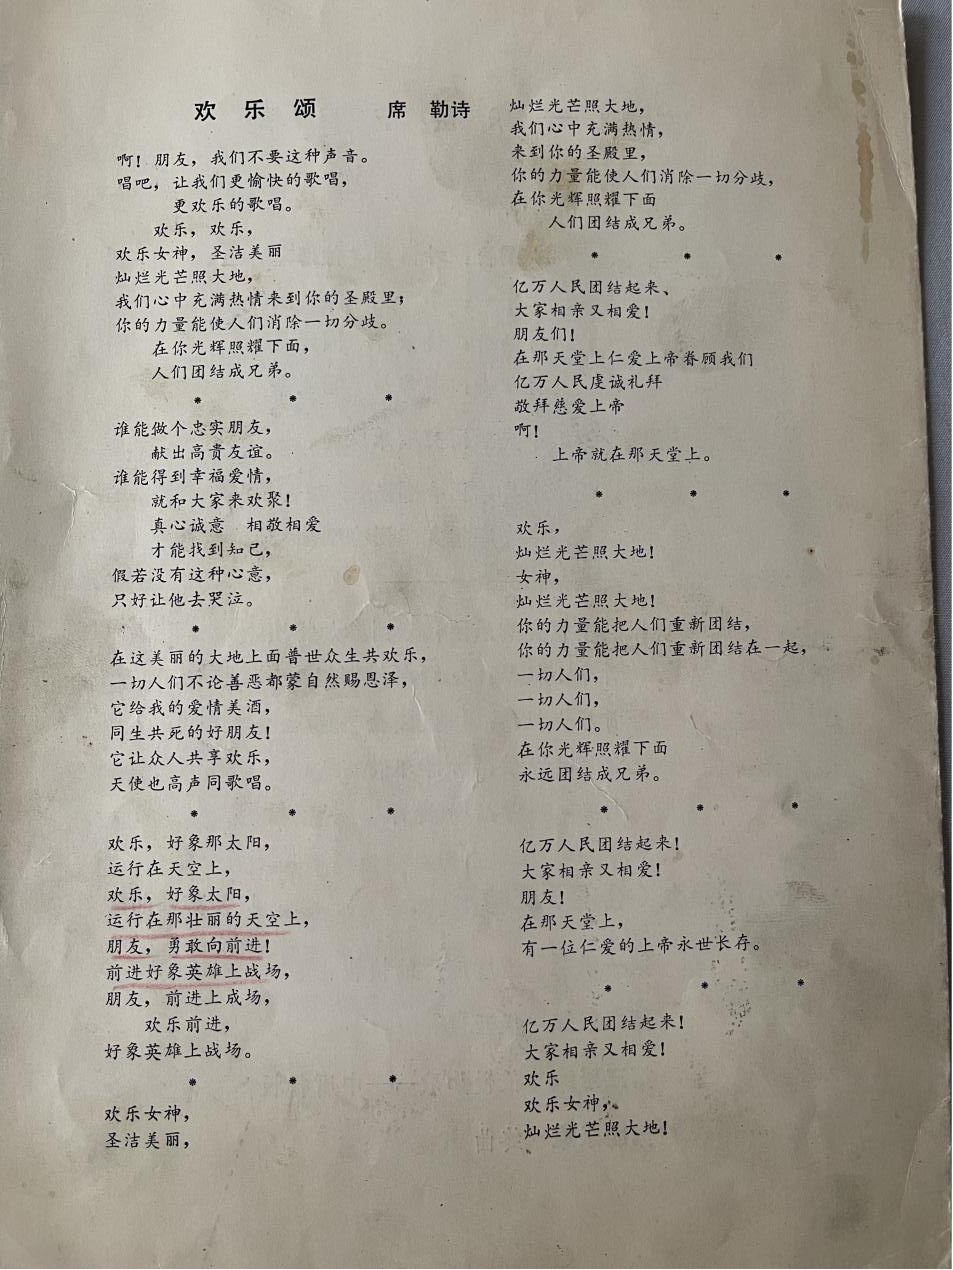 欢乐颂 席勒诗
啊！朋友，我们不要这种声音。
唱吧，让我们更愉快的歌唱，
更欢乐的歌唱。
欢乐，欢乐，
欢乐女神，圣洁美丽
灿烂光芒照大地，
我们心中充满热情来到你的圣殿里；
你的力量能使人们消除一切分歧。
在你光辉照耀下面，
人们团结成兄弟。
* * *
谁能做个忠实朋友，
献出高贵友谊。
谁能得到幸福爱情，
就和大家来欢聚！
真心诚意 相敬相爱
才能找到知己，
假若没有这种心意，
只好让他去哭泣。
* * *
在这美丽的大地上面普世众生共欢乐，
一切人们不论善恶都蒙自然赐恩泽，
它给我的爱情美酒，
同生共死的好朋友！
它让众人共享欢乐，
天使也高声同歌唱。
* * *
欢乐，好象那太阳，
运行在天空上，
欢乐，好象太阳，
运行在那壮丽的天空上，
朋友，勇敢向前进！
前进好象英雄上战场，
朋友，前进上成场，
欢乐前进，
好象英雄上战场。
* * *
欢乐女神，
圣洁美丽，
灿烂光芒照大地，
我们心中充满热情，
来到你的圣殿里，
你的力量能使人们消除一切分歧，
在你光辉照耀下面
人们团结成兄弟。
* * *
亿万人民团结起来、
大家相亲又相爱！
朋友们！
在那天堂上仁爱上帝眷顾我们
亿万人民虔诚礼拜
敬拜慈爱上帝
啊！
上帝就在那天堂上。
* * *
欢乐，
灿烂光芒照大地！
女神，
灿烂光芒照大地！
你的力量能把人们重新团结，
你的力量能把人们重新团结在一起，
一切人们，
一切人们，
一切人们。
在你光辉照耀下面
永远团结成兄弟。
* * *
亿万人民团结起来！
大家相亲又相爱！
朋友！
在那天堂上，
有一位仁爱的上帝永世长存。
* * *
亿万人民团结起来！
大家相亲又相爱！
欢乐
欢乐女神，
灿烂光芒照大地！